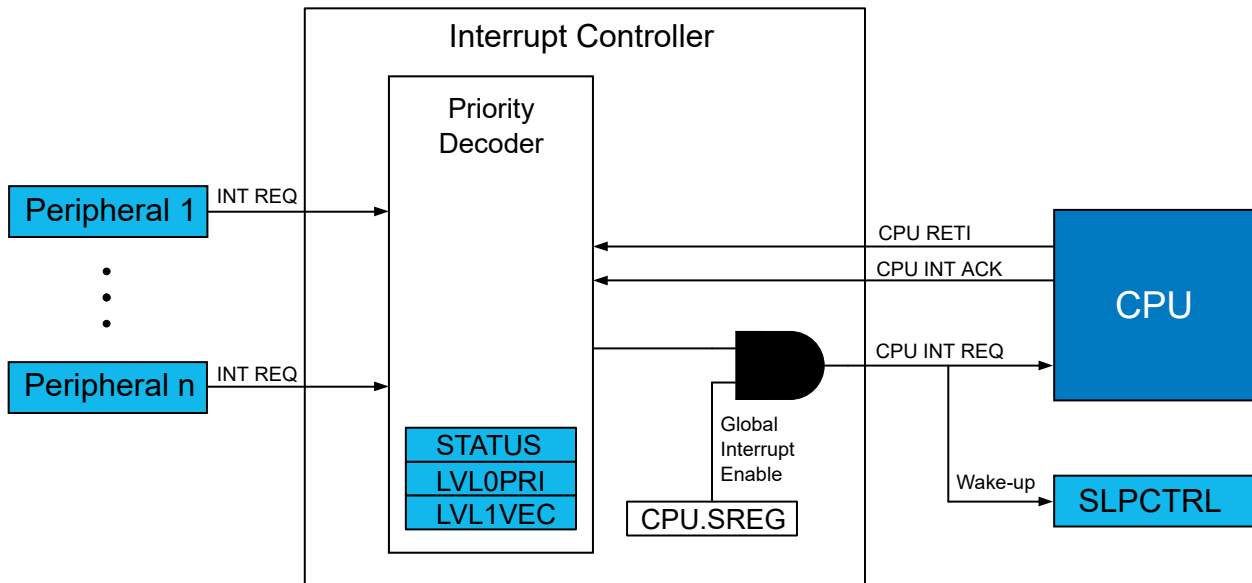 Interrupt Controller
Priority
Decoder
Peripheral 1
INT REQ
Peripheral n
INT REQ
STATUS
LVL0PRI
LVL1VEC
CPU RETI
CPU INT ACK
CPU INT REQ
CPU
Global
Interrupt
Enable
CPU.SREG
Wake-up
SLPCTRL